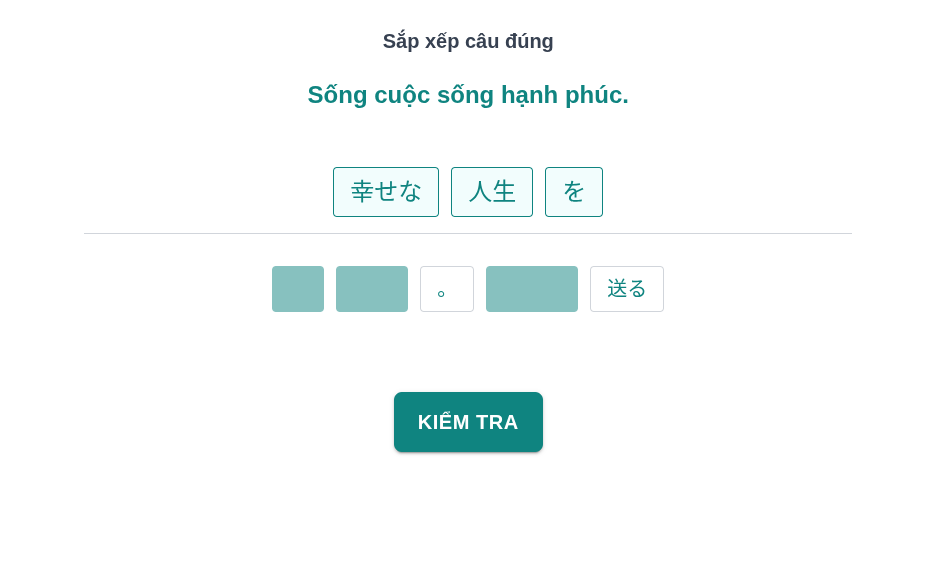 Sắp xếp câu đúng
Sống cuộc sống hạnh phúc.
幸せな 人生 を
。 送る
KIỂM TRA